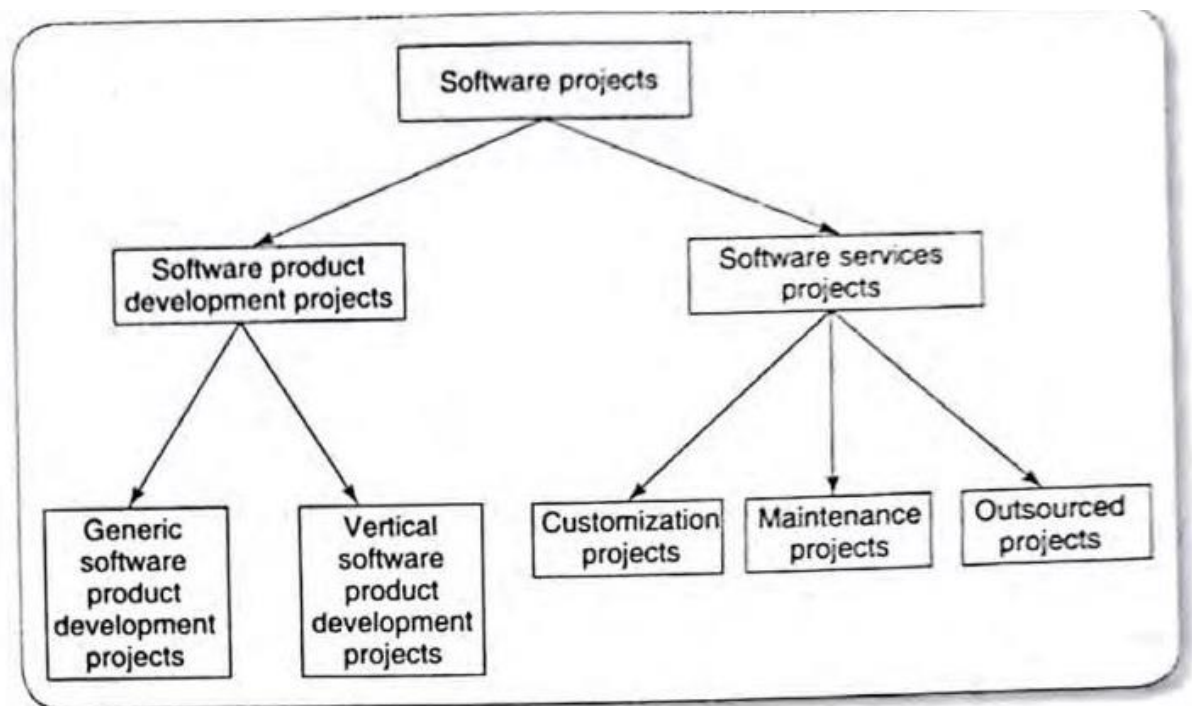 Software projects
Software product
development projects
Software services
projects
Generic
software
product
development
projects
Vertical
software
product
development
projects
Customization
projects
Maintenance
projects
Outsourced
projects